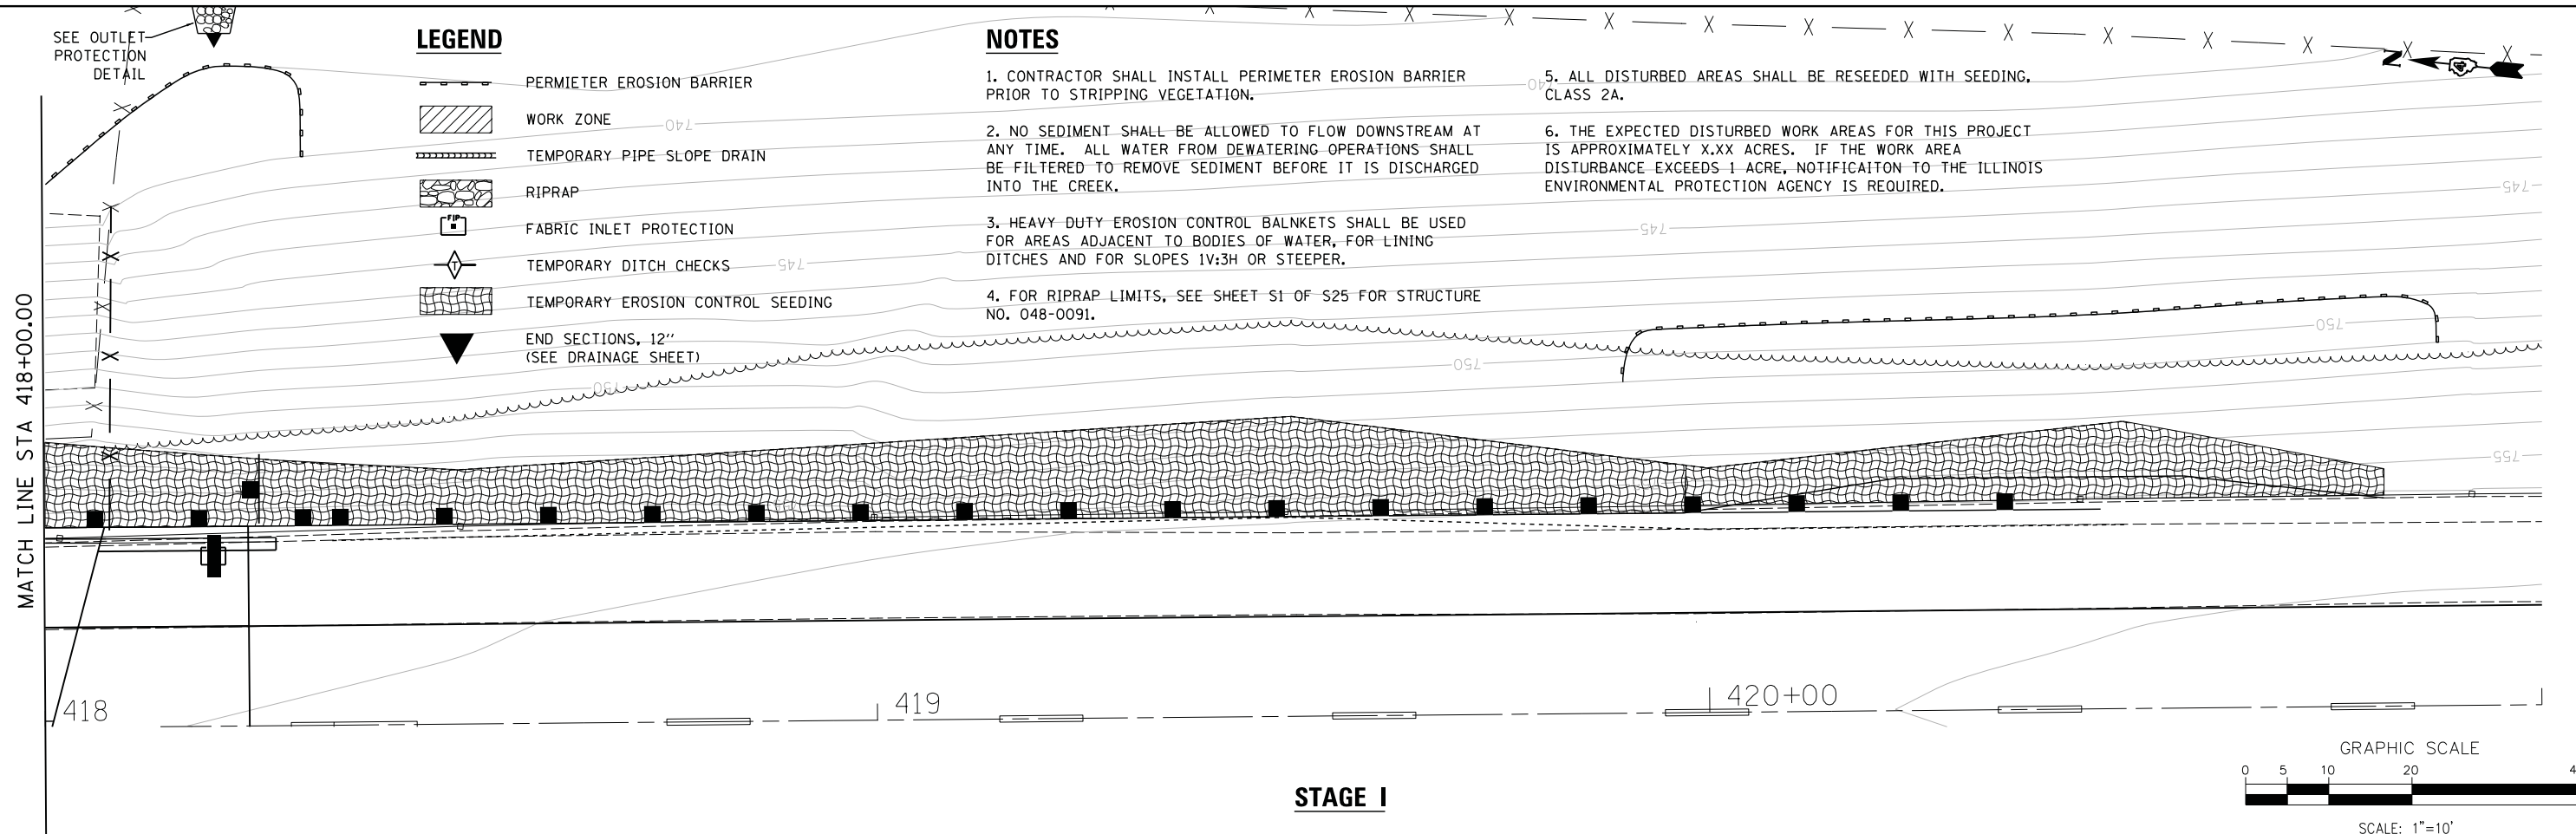 SEE OUTLET
PROTECTION
DETAIL
LEGEND
PERMIETER EROSION BARRIER
WORK ZONE
TEMPORARY PIPE SLOPE DRAIN
RIPRAP
FIP
FABRIC INLET PROTECTION
T
TEMPORARY DITCH CHECKS
TEMPORARY EROSION CONTROL SEEDING
END SECTIONS, 12''
(SEE DRAINAGE SHEET)
NOTES
1. CONTRACTOR SHALL INSTALL PERIMETER EROSION BARRIER
PRIOR TO STRIPPING VEGETATION.
2. NO SEDIMENT SHALL BE ALLOWED TO FLOW DOWNSTREAM AT
ANY TIME.  ALL WATER FROM DEWATERING OPERATIONS SHALL
BE FILTERED TO REMOVE SEDIMENT BEFORE IT IS DISCHARGED
INTO THE CREEK.
3. HEAVY DUTY EROSION CONTROL BALNKETS SHALL BE USED
FOR AREAS ADJACENT TO BODIES OF WATER, FOR LINING
DITCHES AND FOR SLOPES 1V:3H OR STEEPER.
4. FOR RIPRAP LIMITS, SEE SHEET S1 OF S25 FOR STRUCTURE
NO. 048-0091.
5. ALL DISTURBED AREAS SHALL BE RESEEDED WITH SEEDING,
CLASS 2A.
6. THE EXPECTED DISTURBED WORK AREAS FOR THIS PROJECT
IS APPROXIMATELY X.XX ACRES.  IF THE WORK AREA
DISTURBANCE EXCEEDS 1 ACRE, NOTIFICAITON TO THE ILLINOIS
ENVIRONMENTAL PROTECTION AGENCY IS REQUIRED.
N
740
740
745
745
745
750
750
750
755
MATCH LINE STA 418+00.00
418
419
420+00
STAGE I
GRAPHIC SCALE
0 5 10 20 4
SCALE: 1"=10'